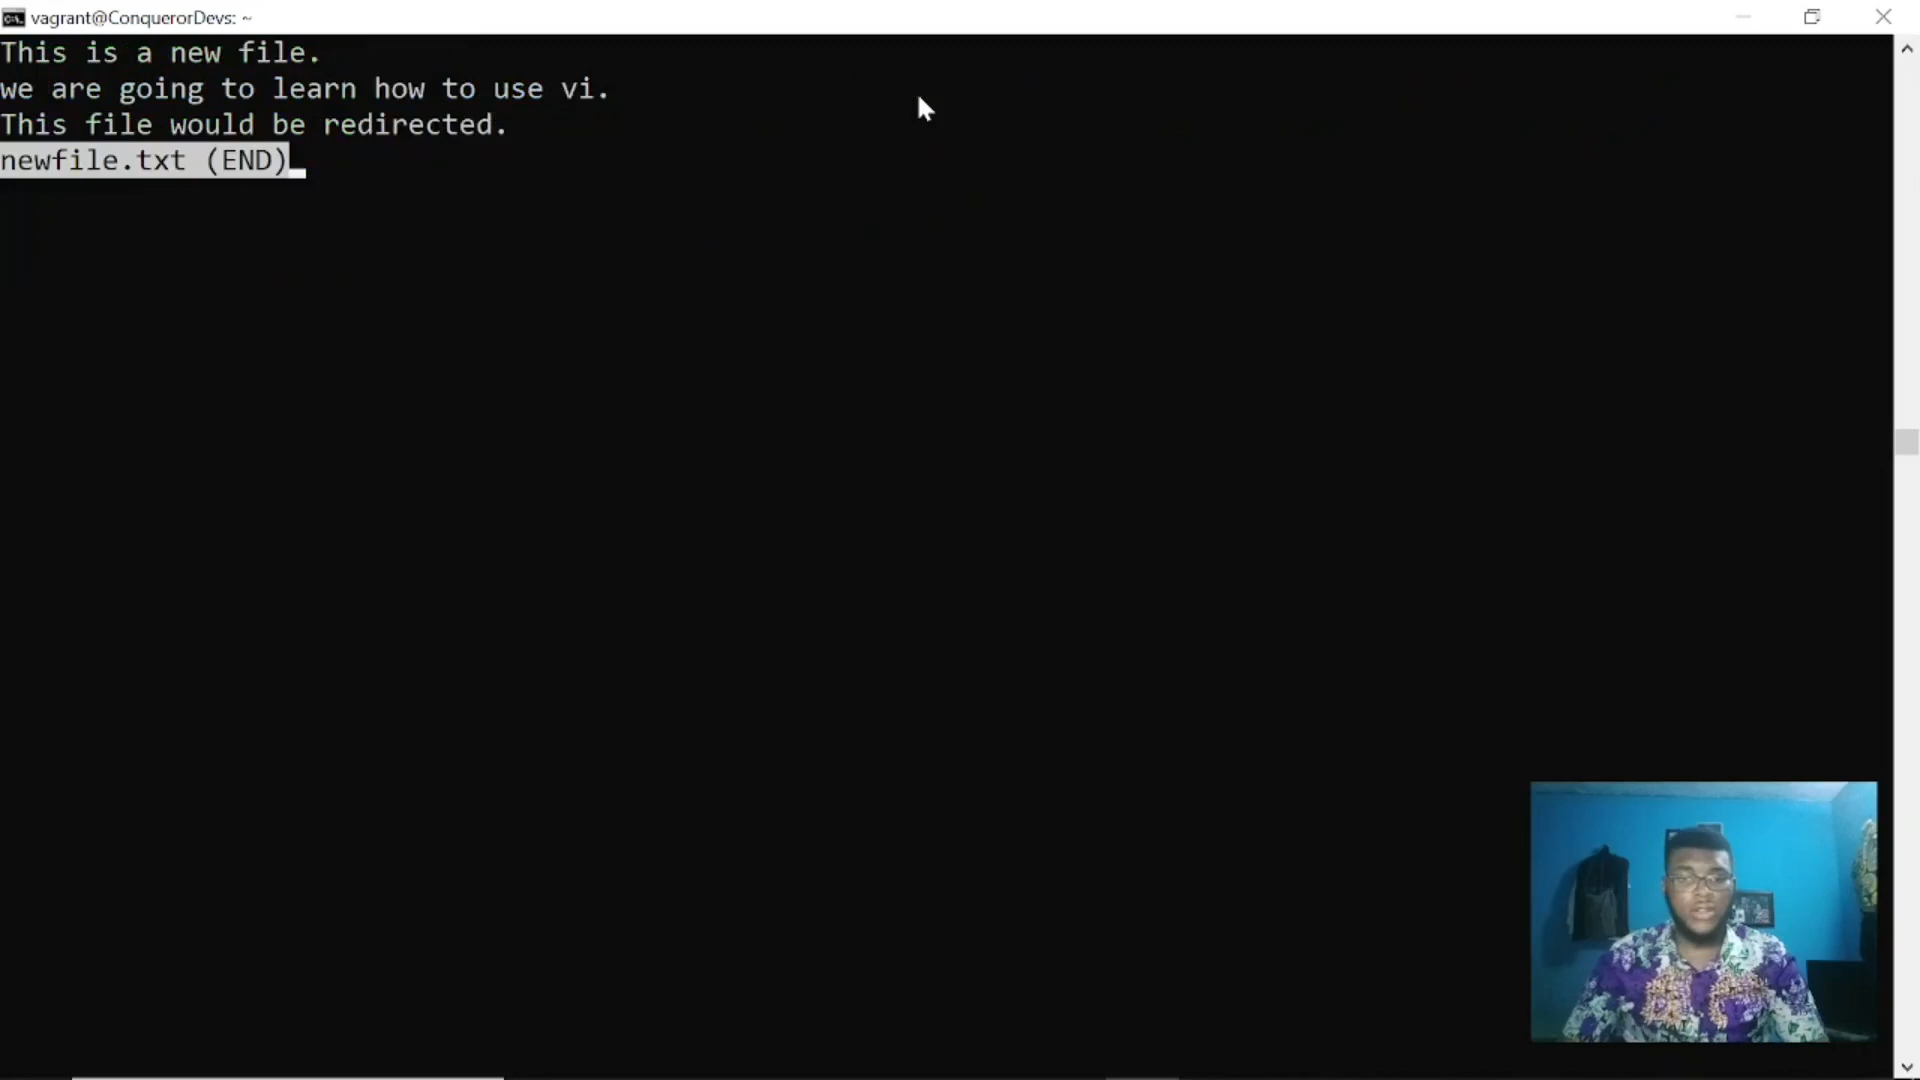 vagrant@ConquerorDevs: ~
This is a new file.
we are going to learn how to use vi.
This file would be redirected.
newfile.txt (END)